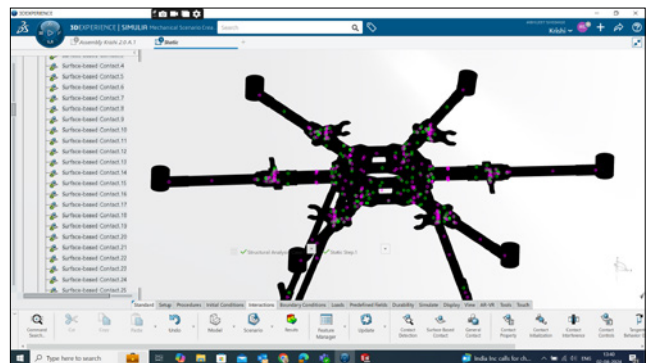 3DEXPERIENCE
3DEXPERIENCE | SIMULIA Mechanical Scenario Crea
Search
Krishi
Assembly Krishi 2.0 A.1
Static
Surface-based Contact.4
Surface-based Contact.5
Surface-based Contact.6
Surface-based Contact.7
Surface-based Contact.8
Surface-based Contact.9
Surface-based Contact.10
Surface-based Contact.11
Surface-based Contact.12
Surface-based Contact.13
Surface-based Contact.14
Surface-based Contact.15
Surface-based Contact.16
Surface-based Contact.17
Surface-based Contact.18
Surface-based Contact.19
Surface-based Contact.20
Surface-based Contact.21
Surface-based Contact.22
Surface-based Contact.23
Surface-based Contact.24
Surface-based Contact.25
Structural Analysis
Static Step.1
Standard Setup Procedures Initial Conditions Interactions Boundary Conditions Loads Predefined Fields Durability Simulate Display View AR-VR Tools Touch
Command Search... Cut Copy Paste Undo Model Scenario Results Feature Manager Update Contact Detection Surface-Based Contact General Contact Contact Property Contact Initialization Contact Interference Contact Controls
Type here to search
India Inc calls for ch...
ENG
13:40